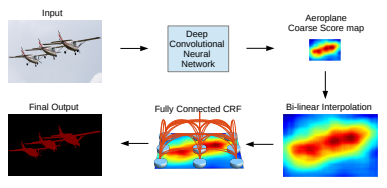 Input
Deep
Convolutional
Neural
Network
Aeroplane
Coarse Score map
Bi-linear Interpolation
Fully Connected CRF
Final Output